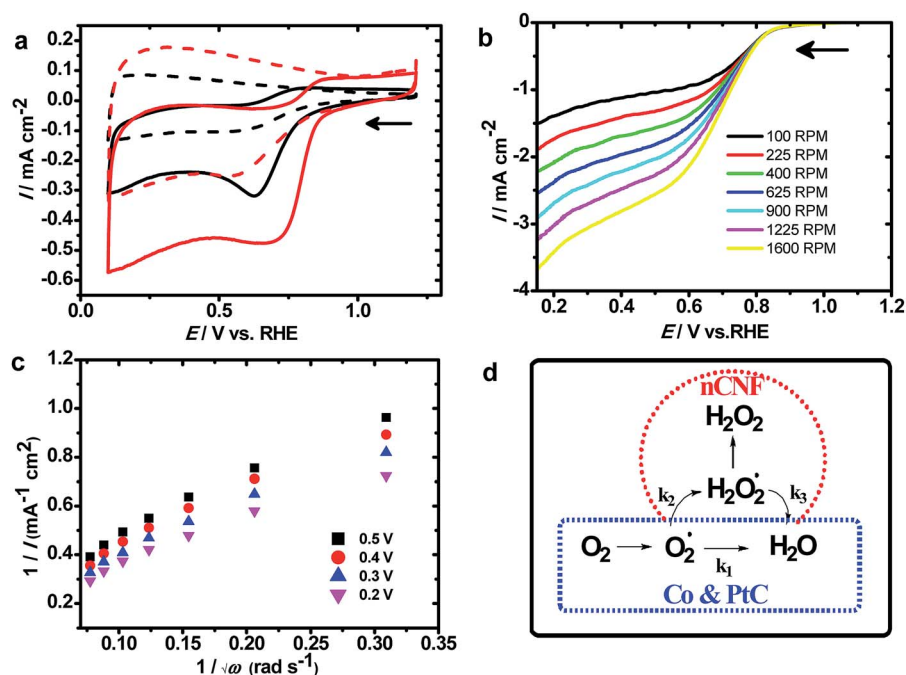 a
0.2
0.1
0.0
-0.1
-0.2
-0.3
-0.4
-0.5
-0.6
I// mA cm-2
0.0
0.5
1.0
E/ V vs. RHE
b
0
-1
-2
-3
-4
I// mA cm-2
100 RPM
225 RPM
400 RPM
625 RPM
900 RPM
1225 RPM
1600 RPM
0.2
0.4
0.6
0.8
1.0
1.2
E/ V vs.RHE
c
1.2
1.0
0.8
0.6
0.4
0.2
1/ I/ (mA-1 cm2)
0.5 V
0.4 V
0.3 V
0.2 V
0.10
0.15
0.20
0.25
0.30
0.35
1/ √ω (rad s-1)
d
nCNF
H2O2
k2
H2O2•
k3
O2
O2•
H2O
k1
Co & PtC